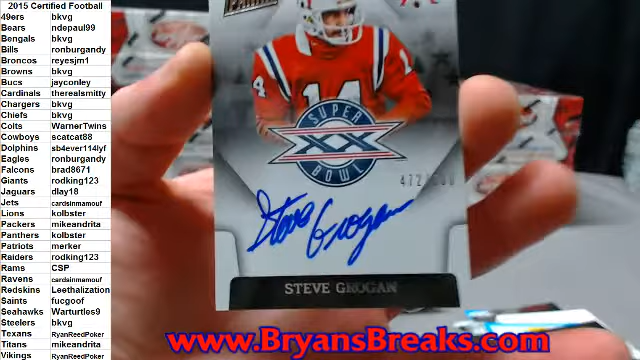 2015 Certified Football
49ers bkvg
Bears ndepaul99
Bengals bkvg
Bills ronburgandy
Broncos reyesjrn1
Browns bkvg
Bucs jayconley
Cardinals therealsmitty
Chargers bkvg
Chiefs bkvg
Colts WarnerTwins
Cowboys scatcat88
Dolphins sb4ever114lyf
Eagles ronburgandy
Falcons brad8671
Giants rodking123
Jaguars dlay18
Jets cardsinmamouf
Lions kolbster
Packers mikeandrita
Panthers kolbster
Patriots merker
Raiders rodking123
Rams CSP
Ravens cardsinmamouf
Redskins Leethalization
Saints fucgoof
Seahawks Warturtles9
Steelers bkvg
Texans RyanReedPoker
Titans mikeandrita
Vikings RyanReedPoker
PANINI
14
14
SUPER
XX
BOWL
Steve Grogan
STEVE GROGAN
www.BryansBreaks.com